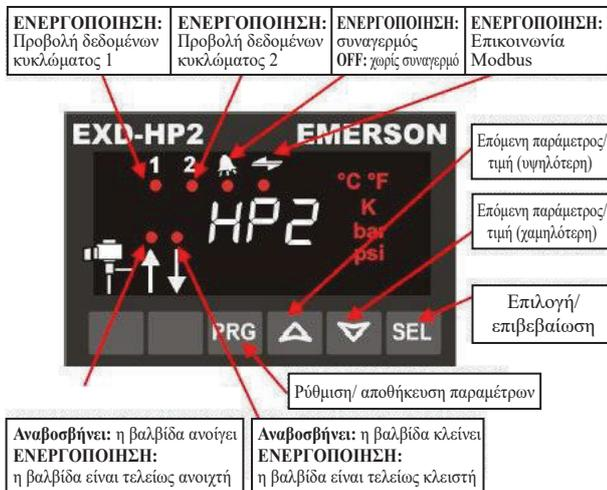 ΕΝΕΡΓΟΠΟΙΗΣΗ:
Προβολή δεδομένων
κυκλώματος 1
ΕΝΕΡΓΟΠΟΙΗΣΗ:
Προβολή δεδομένων
κυκλώματος 2
ΕΝΕΡΓΟΠΟΙΗΣΗ:
συναγερμός
OFF: χωρίς συναγερμό
ΕΝΕΡΓΟΠΟΙΗΣΗ:
Επικοινωνία
Modbus
EXD-HP2 EMERSON
1 2
°C °F
K
bar
psi
HP2
PRG SEL
Επόμενη παράμετρος/
τιμή (υψηλότερη)
Επόμενη παράμετρος/
τιμή (χαμηλότερη)
Επιλογή/
επιβεβαίωση
Ρύθμιση/ αποθήκευση παραμέτρων
Αναβοσβήνει: η βαλβίδα ανοίγει
ΕΝΕΡΓΟΠΟΙΗΣΗ:
η βαλβίδα είναι τελείως ανοιχτή
Αναβοσβήνει: η βαλβίδα κλείνει
ΕΝΕΡΓΟΠΟΙΗΣΗ:
η βαλβίδα είναι τελείως κλειστή